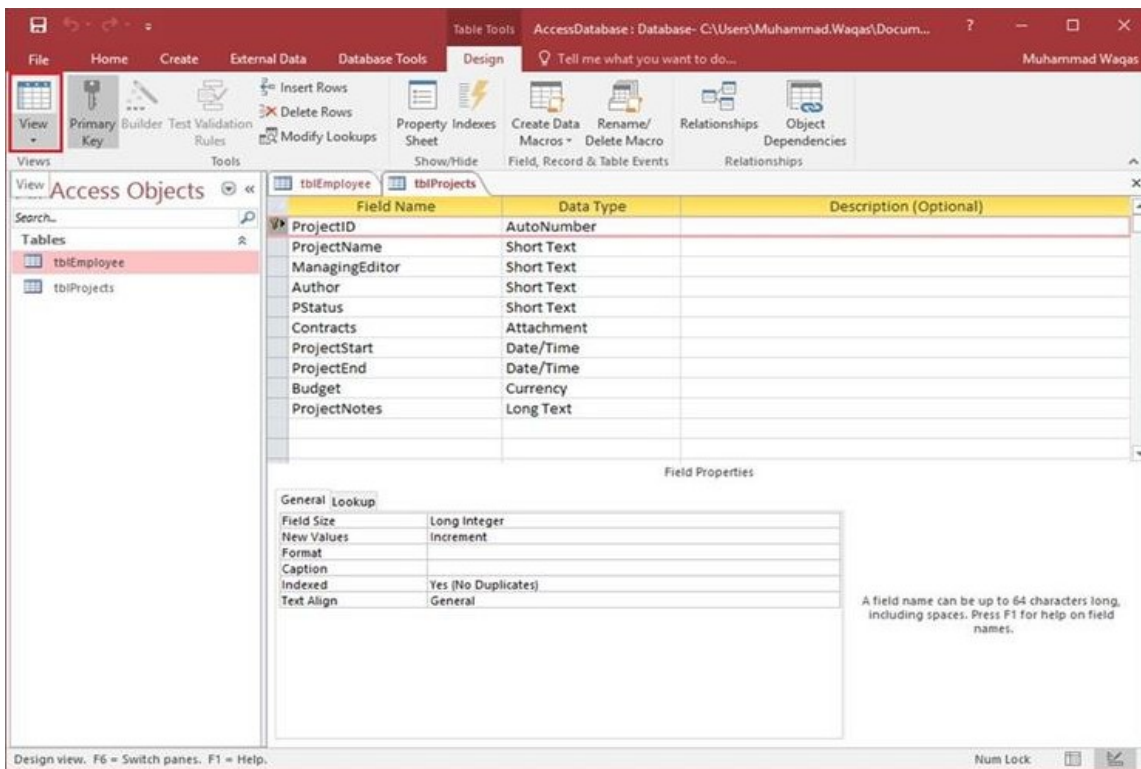 Table Tools AccessDatabase : Database- C:\Users\Muhammad.Waqas\Docum... ?
File Home Create External Data Database Tools Design Tell me what you want to do... Muhammad Waqas
View Primary Key Builder Test Validation Rules Insert Rows Delete Rows Modify Lookups Property Sheet Indexes Create Data Macros Rename/ Delete Macro Relationships Object Dependencies
Views Tools Show/Hide Field, Record & Table Events Relationships
View Access Objects « tblEmployee tblProjects
Search...
Tables
tblEmployee
tblProjects
Field Name Data Type Description (Optional)
ProjectID AutoNumber
ProjectName Short Text
ManagingEditor Short Text
Author Short Text
PStatus Short Text
Contracts Attachment
ProjectStart Date/Time
ProjectEnd Date/Time
Budget Currency
ProjectNotes Long Text
Field Properties
General Lookup
Field Size Long Integer
New Values Increment
Format
Caption
Indexed Yes (No Duplicates)
Text Align General
A field name can be up to 64 characters long,
including spaces. Press F1 for help on field
names.
Design view. F6 = Switch panes. F1 = Help. Num Lock